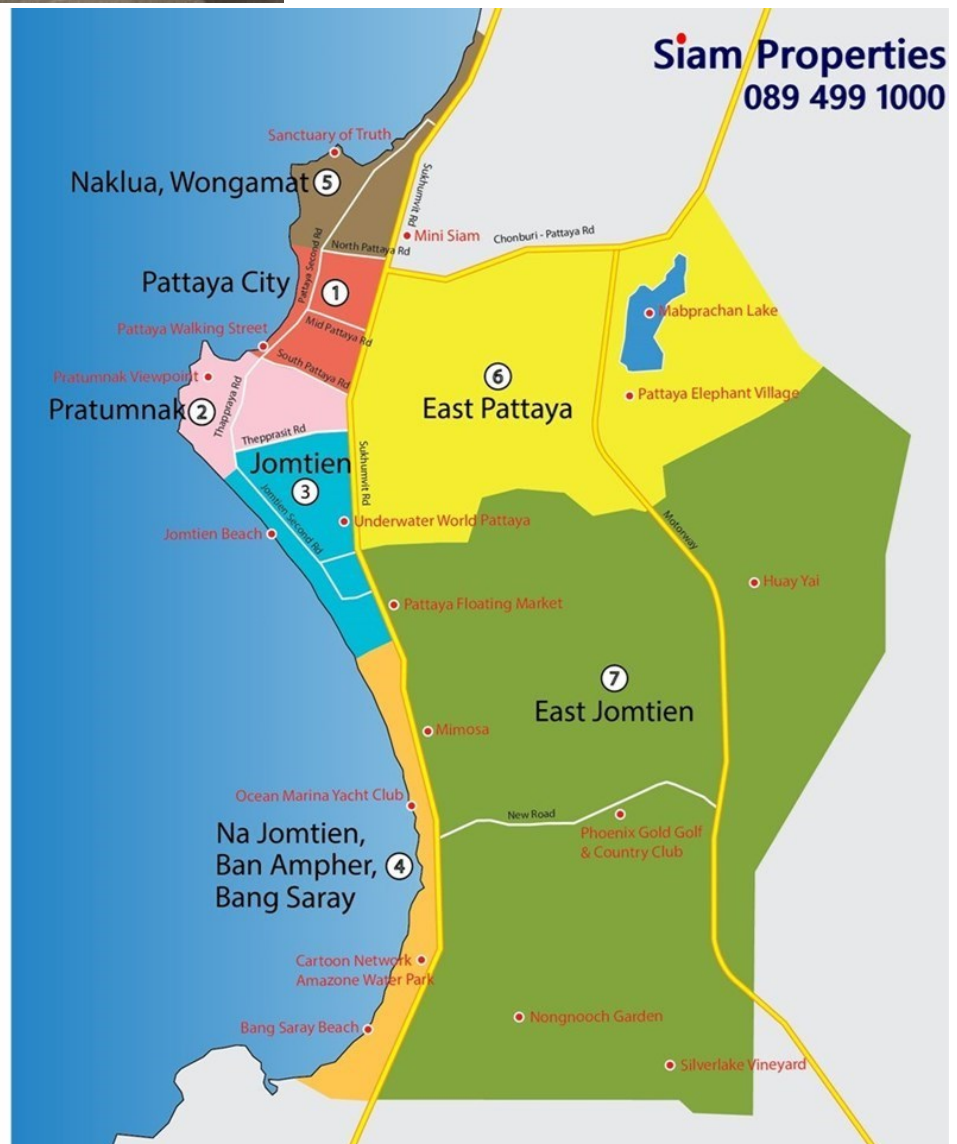 Siam Properties
089 499 1000
Sanctuary of Truth
Naklua, Wongamat
5
Sukhumvit Rd
Mini Siam
Chonburi - Pattaya Rd
North Pattaya Rd
Pattaya Second Rd
Pattaya City
1
Mabprachan Lake
Mid Pattaya Rd
Pattaya Walking Street
South Pattaya Rd
Pratumnak Viewpoint
6
East Pattaya
Pattaya Elephant Village
Pratumnak
2
Thappraya Rd
Thepprasit Rd
Jomtien
3
Sukhumvit Rd
Jomtien Second Rd
Underwater World Pattaya
Jomtien Beach
Motorway
Huay Yai
Pattaya Floating Market
7
East Jomtien
Mimosa
Ocean Marina Yacht Club
New Road
Phoenix Gold Golf
& Country Club
Na Jomtien,
Ban Ampher,
Bang Saray
4
Cartoon Network
Amazone Water Park
Nongnooch Garden
Bang Saray Beach
Silverlake Vineyard